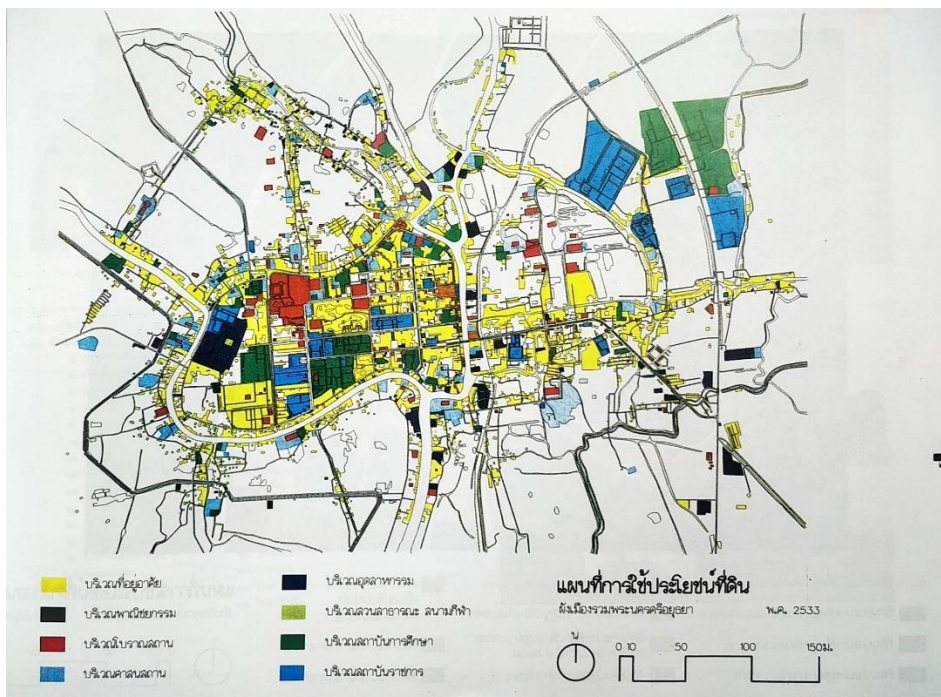 แผนที่การใช้ประโยชน์ที่ดิน
ผังเมืองรวมพระนครศรีอยุธยา พ.ศ. 2533
น
0 10 50 100 150ม.
บริเวณที่อยู่อาศัย
บริเวณพาณิชยกรรม
บริเวณโบราณสถาน
บริเวณศาสนสถาน
บริเวณอุตสาหกรรม
บริเวณสวนสาธารณะ สนามกีฬา
บริเวณสถาบันการศึกษา
บริเวณสถาบันราชการ